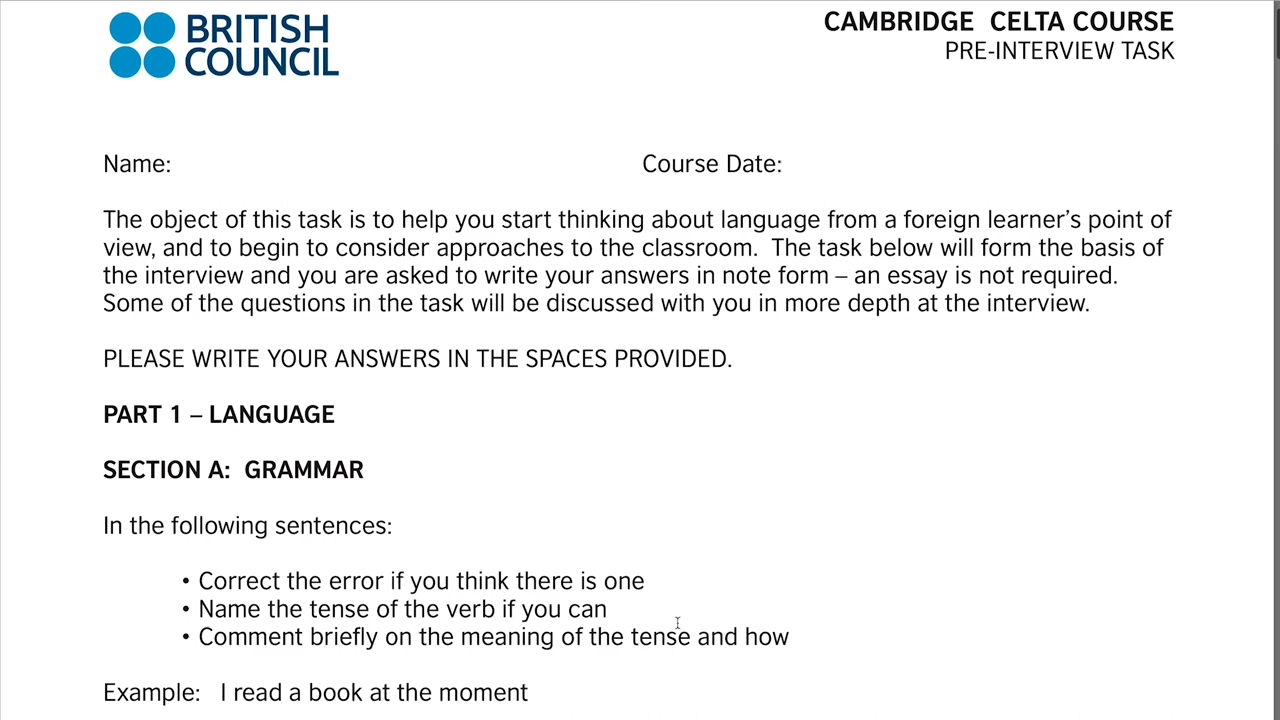 BRITISH
COUNCIL
CAMBRIDGE CELTA COURSE
PRE-INTERVIEW TASK
Name: Course Date:
The object of this task is to help you start thinking about language from a foreign learner’s point of
view, and to begin to consider approaches to the classroom. The task below will form the basis of
the interview and you are asked to write your answers in note form – an essay is not required.
Some of the questions in the task will be discussed with you in more depth at the interview.
PLEASE WRITE YOUR ANSWERS IN THE SPACES PROVIDED.
PART 1 – LANGUAGE
SECTION A: GRAMMAR
In the following sentences:
• Correct the error if you think there is one
• Name the tense of the verb if you can
• Comment briefly on the meaning of the tense and how
Example: I read a book at the moment